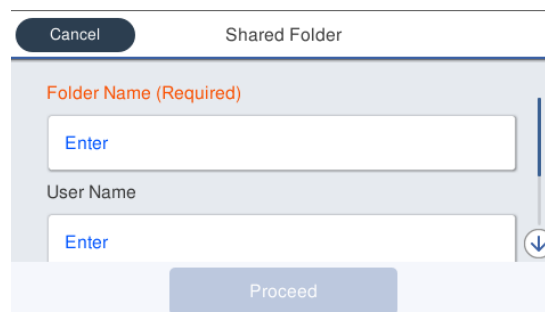 Cancel
Shared Folder
Folder Name (Required)
Enter
User Name
Enter
Proceed